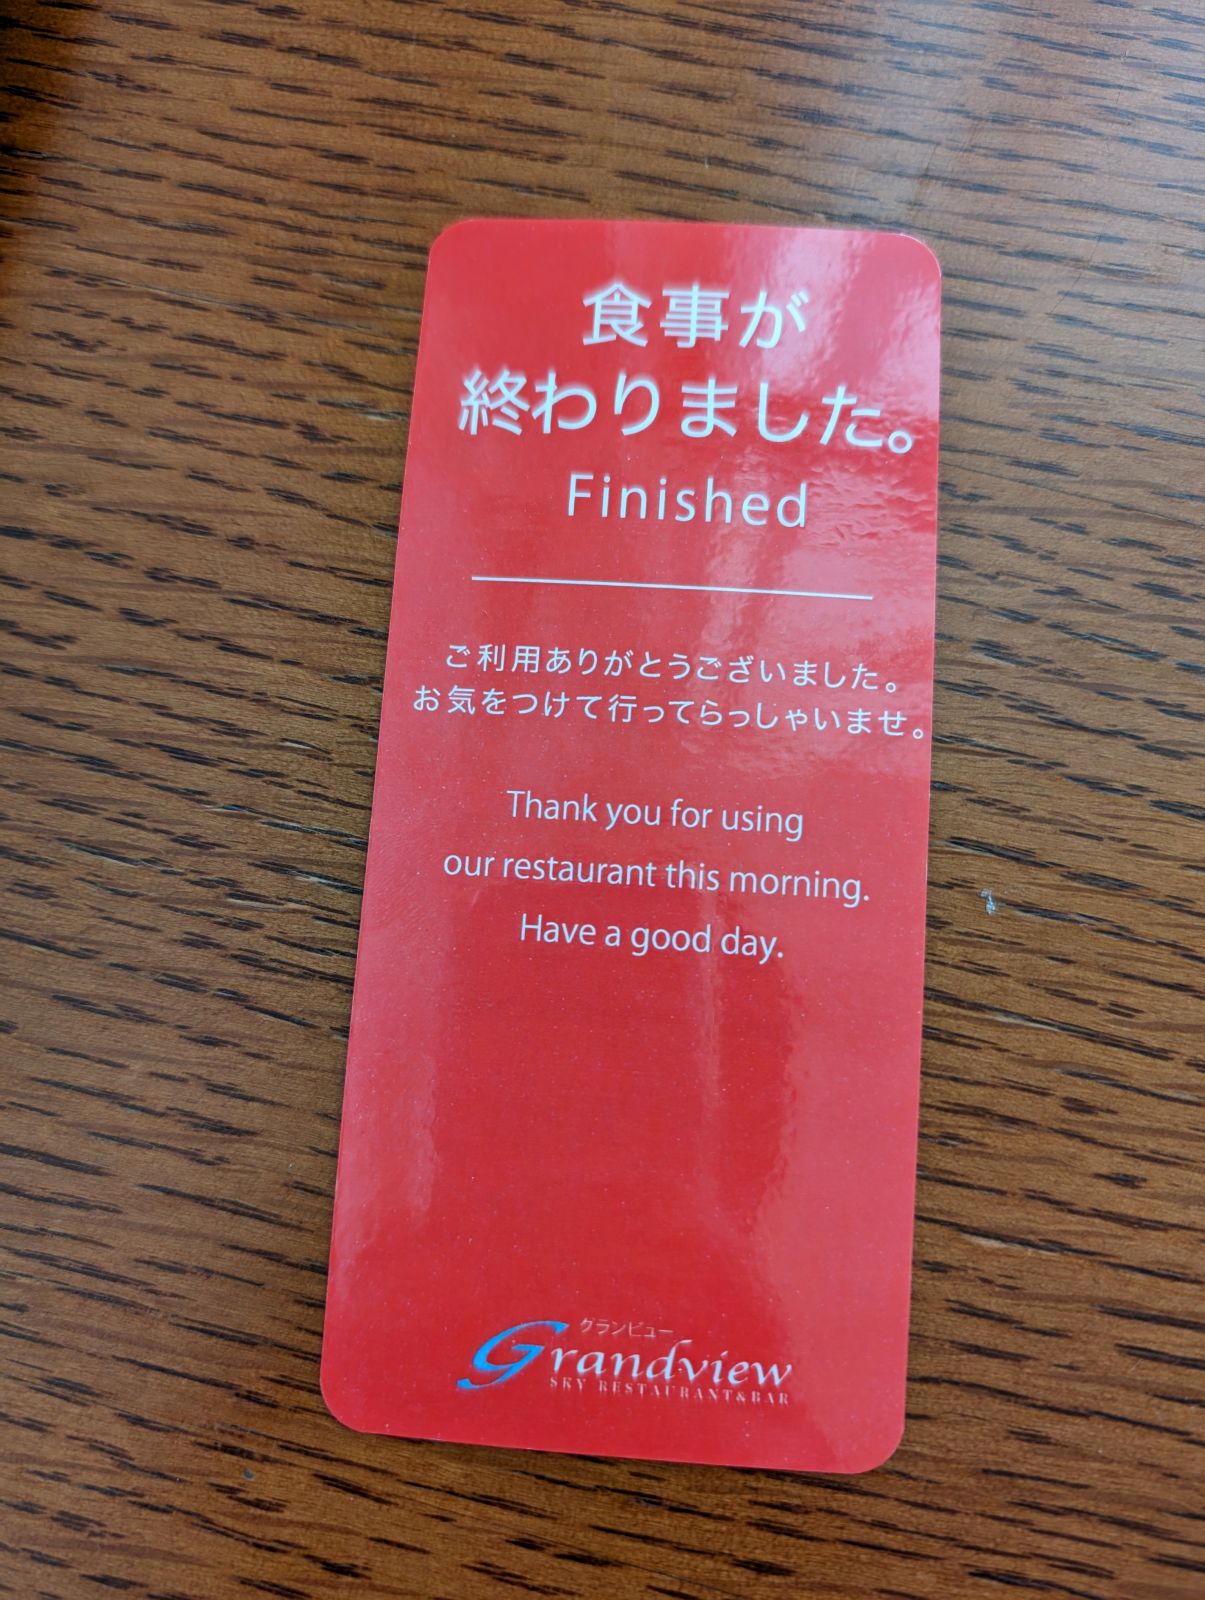 食事が
終わりました。
Finished
ご利用ありがとうございました。
お気をつけて行ってらっしゃいませ。
Thank you for using
our restaurant this morning.
Have a good day.
グランビュー
Grandview
SKY RESTAURANT&BAR